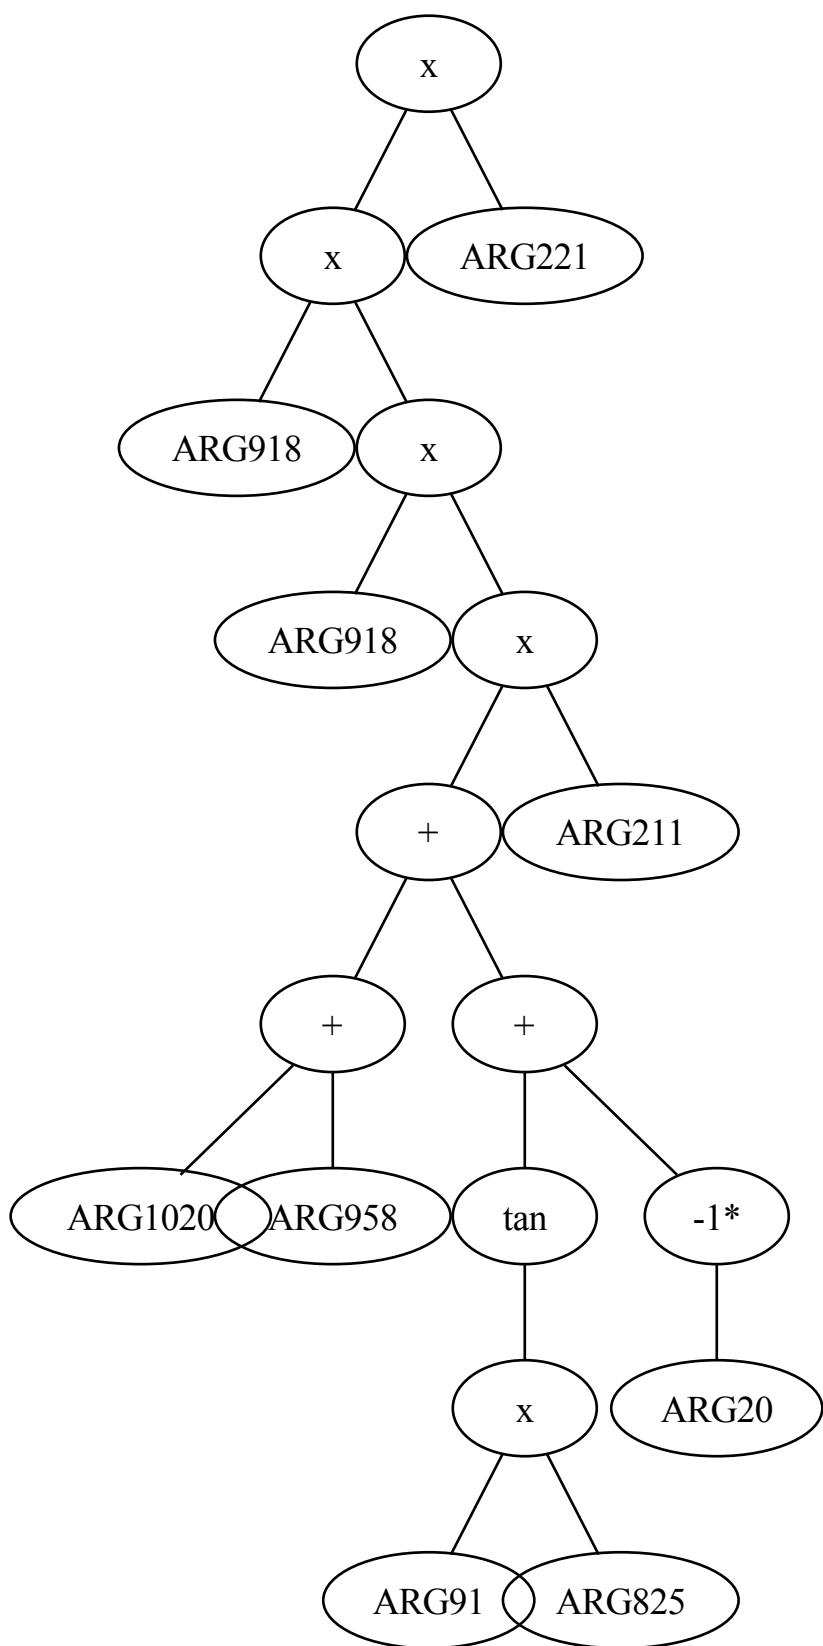 x
x
ARG221
ARG918
x
ARG918
x
+
ARG211
+
+
ARG1020
ARG958
tan
-1*
x
ARG20
ARG91
ARG825